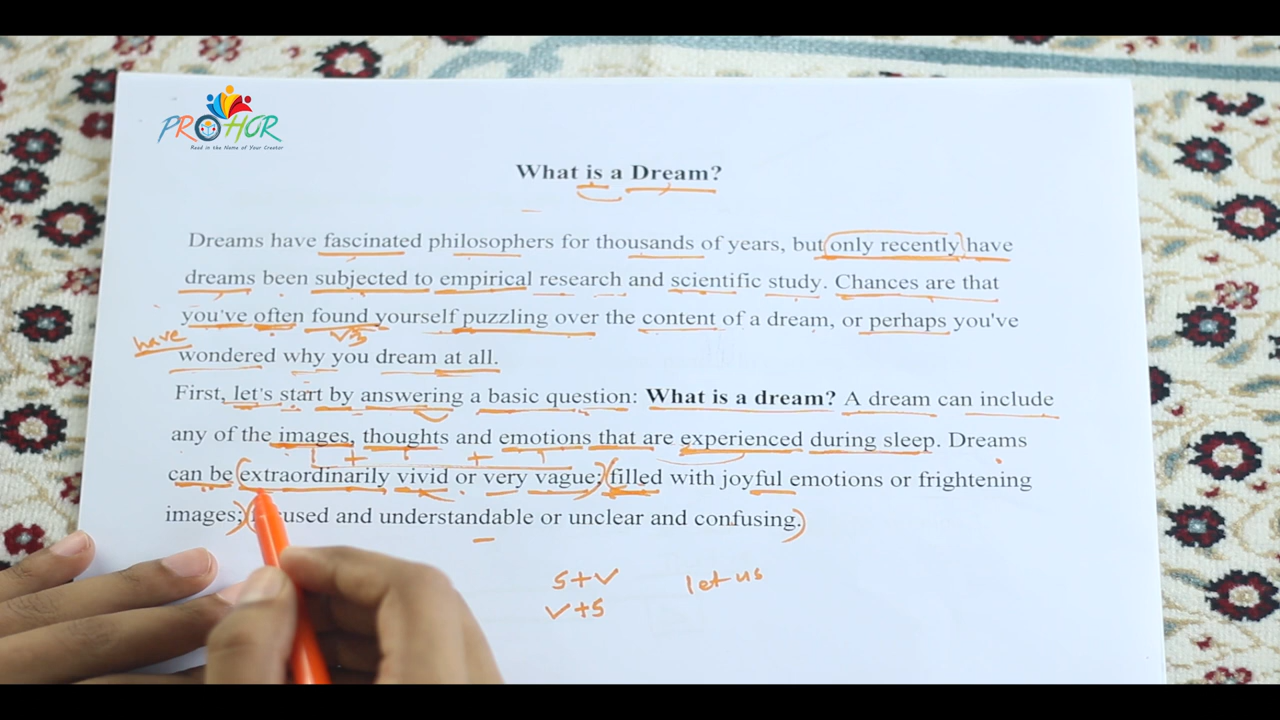 PROHOR
Read in the Name of Your Creator
What is a Dream?
Dreams have fascinated philosophers for thousands of years, but only recently have
dreams been subjected to empirical research and scientific study. Chances are that
you've often found yourself puzzling over the content of a dream, or perhaps you've
have
V3
wondered why you dream at all.
First, let's start by answering a basic question: What is a dream? A dream can include
any of the images, thoughts and emotions that are experienced during sleep. Dreams
+ +
can be (extraordinarily vivid or very vague;) (filled with joyful emotions or frightening
images;) ( and understandable or unclear and confusing.)
S+V let us
V+S